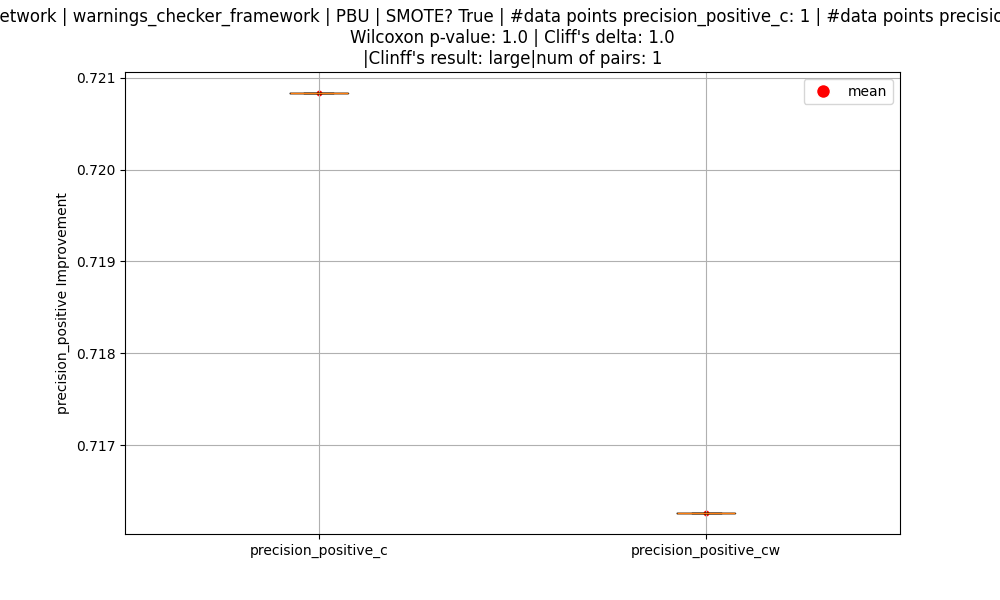 etwork | warnings_checker_framework | PBU | SMOTE? True | #data points precision_positive_c: 1 | #data points precisio
Wilcoxon p-value: 1.0 | Cliff's delta: 1.0
|Clinff's result: large|num of pairs: 1
mean
0.721
0.720
0.719
0.718
0.717
precision_positive Improvement
precision_positive_c
precision_positive_cw